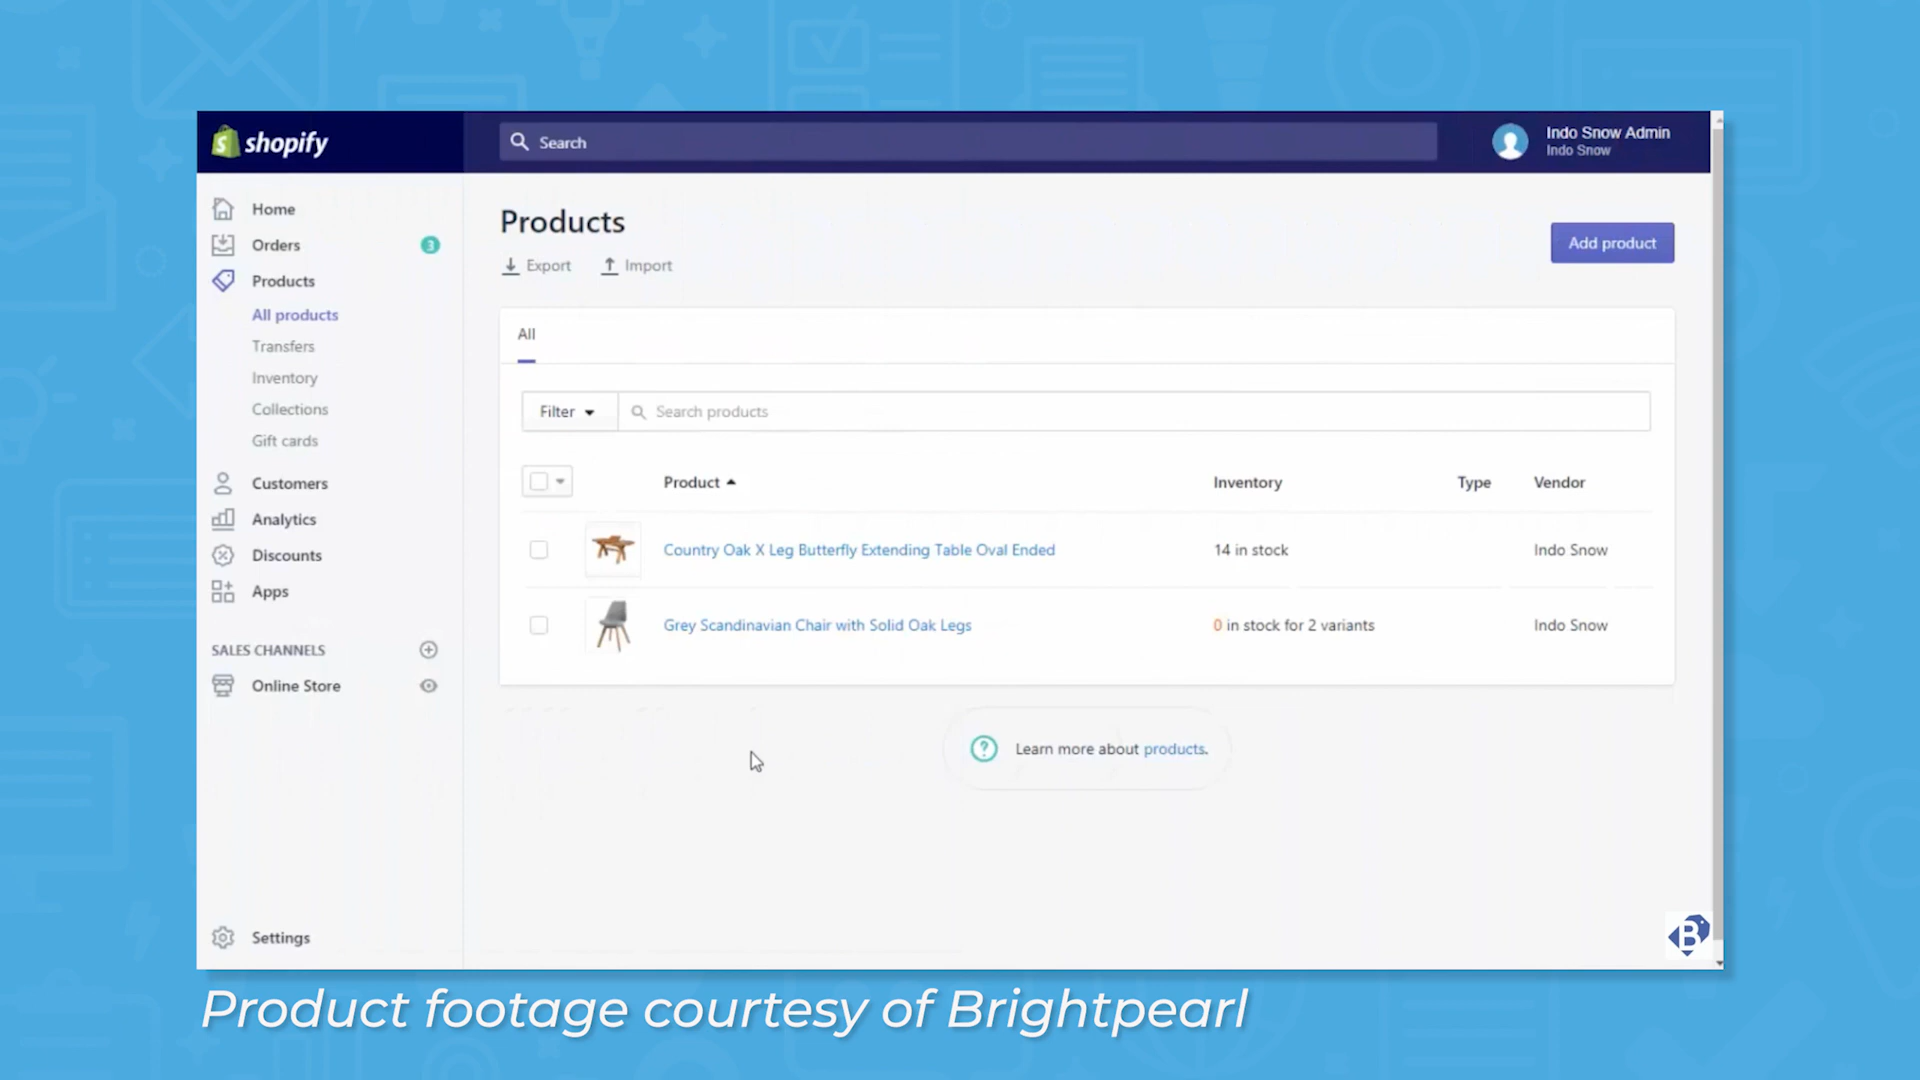 shopify
Search
Indo Snow Admin
Indo Snow
Home
Orders 3
Products
All products
Transfers
Inventory
Collections
Gift cards
Customers
Analytics
Discounts
Apps
SALES CHANNELS
Online Store
Settings
Products
Export Import
Add product
All
Filter Search products
Product Inventory Type Vendor
Country Oak X Leg Butterfly Extending Table Oval Ended 14 in stock Indo Snow
Grey Scandinavian Chair with Solid Oak Legs 0 in stock for 2 variants Indo Snow
? Learn more about products.
B
Product footage courtesy of Brightpearl